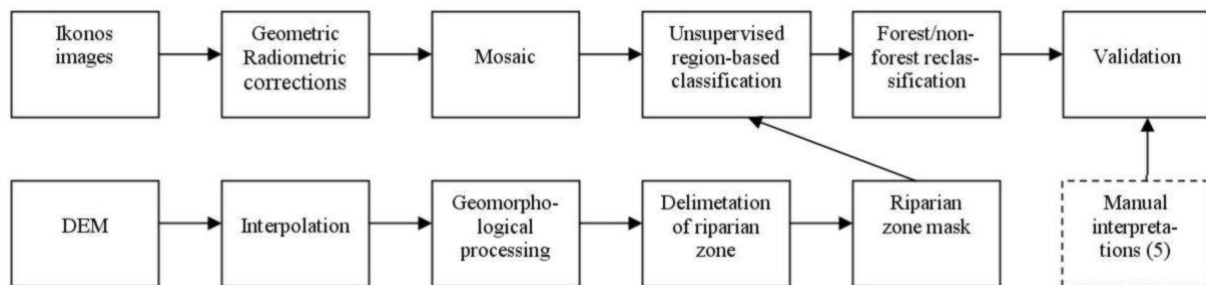 Ikonos
images
Geometric
Radiometric
corrections
Mosaic
Unsupervised
region-based
classification
Forest/non-
forest reclas-
sification
Validation
DEM
Interpolation
Geomorpho-
logical
processing
Delimetation
of riparian
zone
Riparian
zone mask
Manual
interpreta-
tions (5)